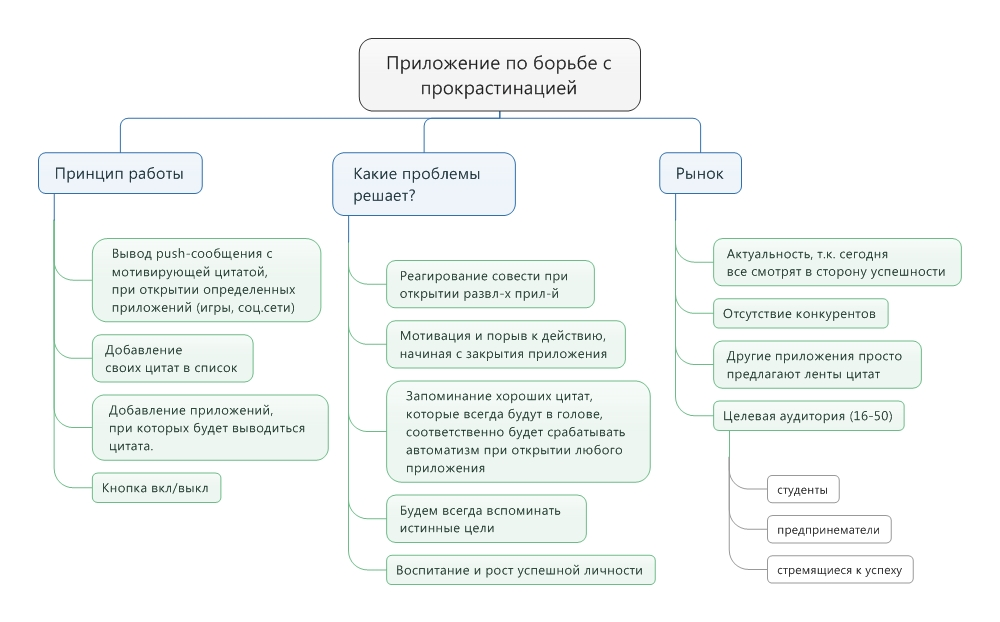 Приложение по борьбе с
прокрастинацией
Принцип работы
Вывод push-сообщения с
мотивирующей цитатой,
при открытии определенных
приложений (игры, соц.сети)
Добавление
своих цитат в список
Добавление приложений,
при которых будет выводиться
цитата.
Кнопка вкл/выкл
Какие проблемы
решает?
Реагирование совести при
открытии развл-х прил-й
Мотивация и порыв к действию,
начиная с закрытия приложения
Запоминание хороших цитат,
которые всегда будут в голове,
соответственно будет срабатывать
автоматизм при открытии любого
приложения
Будем всегда вспоминать
истинные цели
Воспитание и рост успешной личности
Рынок
Актуальность, т.к. сегодня
все смотрят в сторону успешности
Отсутствие конкурентов
Другие приложения просто
предлагают ленты цитат
Целевая аудитория (16-50)
студенты
предпринематели
стремящиеся к успеху